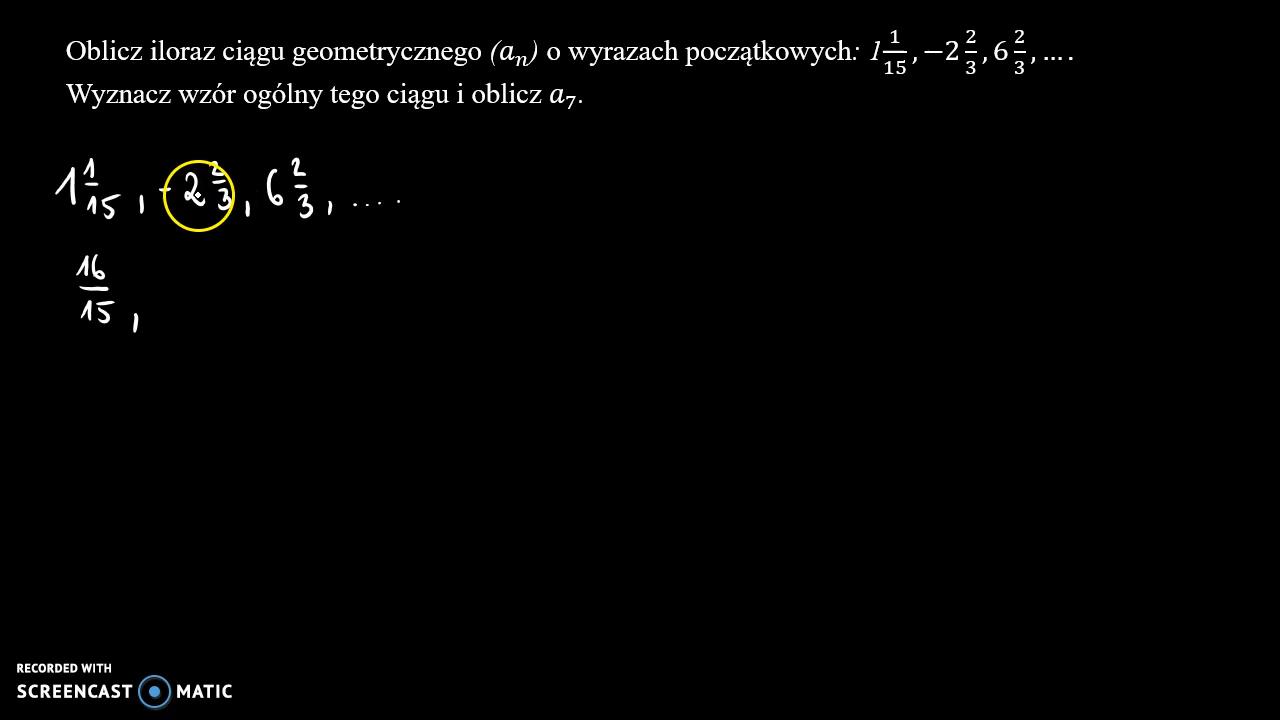 Oblicz iloraz ciągu geometrycznego (aₙ) o wyrazach początkowych: 1 1/15, −2 2/3, 6 2/3, ... .
Wyznacz wzór ogólny tego ciągu i oblicz a₇.
1 1/15, -2 2/3, 6 2/3, ....
16/15,
RECORDED WITH
SCREENCAST MATIC